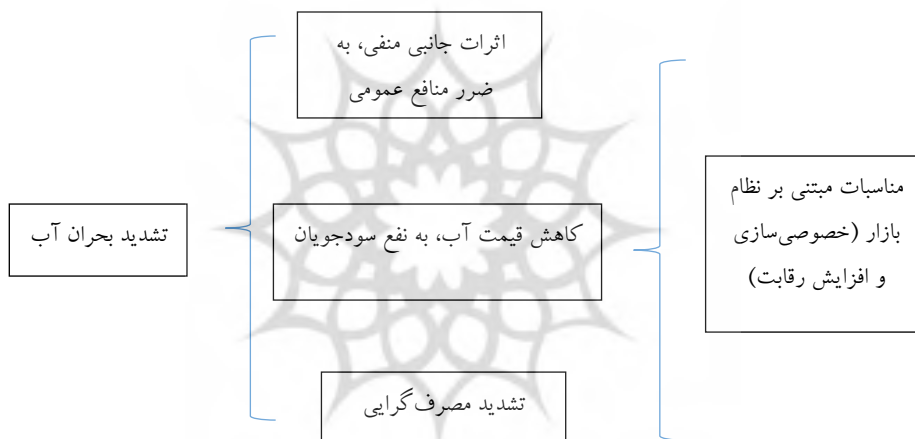 مناسبات مبتنی بر نظام
بازار (خصوصی‌سازی
و افزایش رقابت)
اثرات جانبی منفی، به
ضرر منافع عمومی
کاهش قیمت آب، به نفع سودجویان
تشدید مصرف‌گرایی
تشدید بحران آب